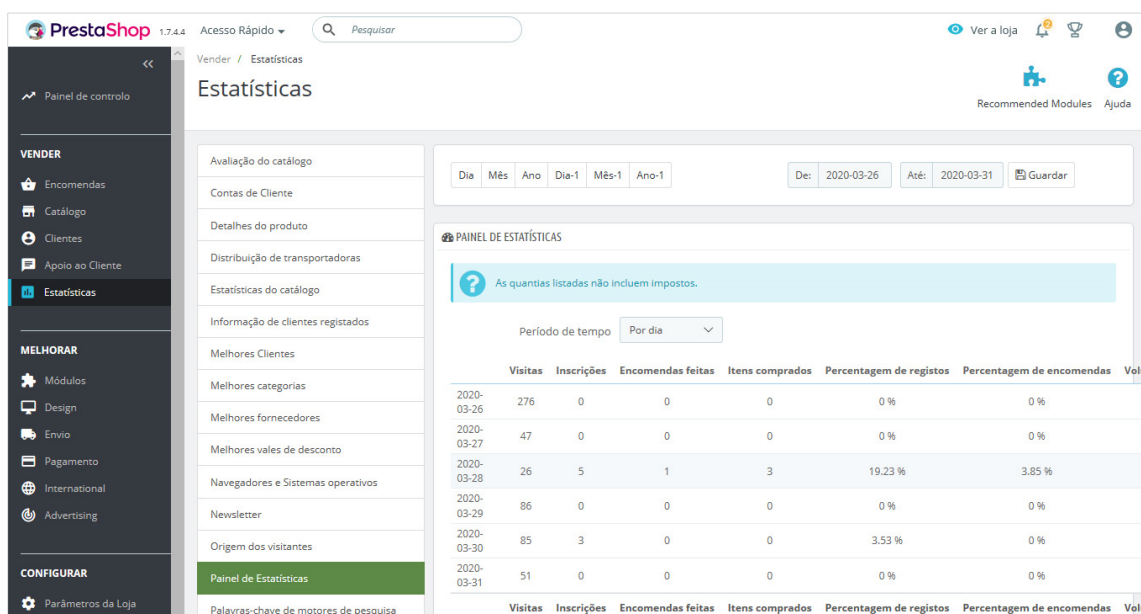 PrestaShop 1.7.4.4 Acesso Rápido Pesquisar Ver a loja 2
Vender / Estatísticas
Estatísticas
Recommended Modules Ajuda
Painel de controlo
VENDER
Encomendas
Catálogo
Clientes
Apoio ao Cliente
Estatísticas
MELHORAR
Módulos
Design
Envio
Pagamento
International
Advertising
CONFIGURAR
Parâmetros da Loja
Avaliação do catálogo
Contas de Cliente
Detalhes do produto
Distribuição de transportadoras
Estatísticas do catálogo
Informação de clientes registados
Melhores Clientes
Melhores categorias
Melhores fornecedores
Melhores vales de desconto
Navegadores e Sistemas operativos
Newsletter
Origem dos visitantes
Painel de Estatísticas
Palavras-chave de motores de pesquisa
Dia Mês Ano Dia-1 Mês-1 Ano-1 De: 2020-03-26 Até: 2020-03-31 Guardar
PAINEL DE ESTATÍSTICAS
As quantias listadas não incluem impostos.
Período de tempo Por dia
Visitas Inscrições Encomendas feitas Itens comprados Percentagem de registos Percentagem de encomendas
2020-03-26 276 0 0 0 0 % 0 %
2020-03-27 47 0 0 0 0 % 0 %
2020-03-28 26 5 1 3 19.23 % 3.85 %
2020-03-29 86 0 0 0 0 % 0 %
2020-03-30 85 3 0 0 3.53 % 0 %
2020-03-31 51 0 0 0 0 % 0 %
Visitas Inscrições Encomendas feitas Itens comprados Percentagem de registos Percentagem de encomendas